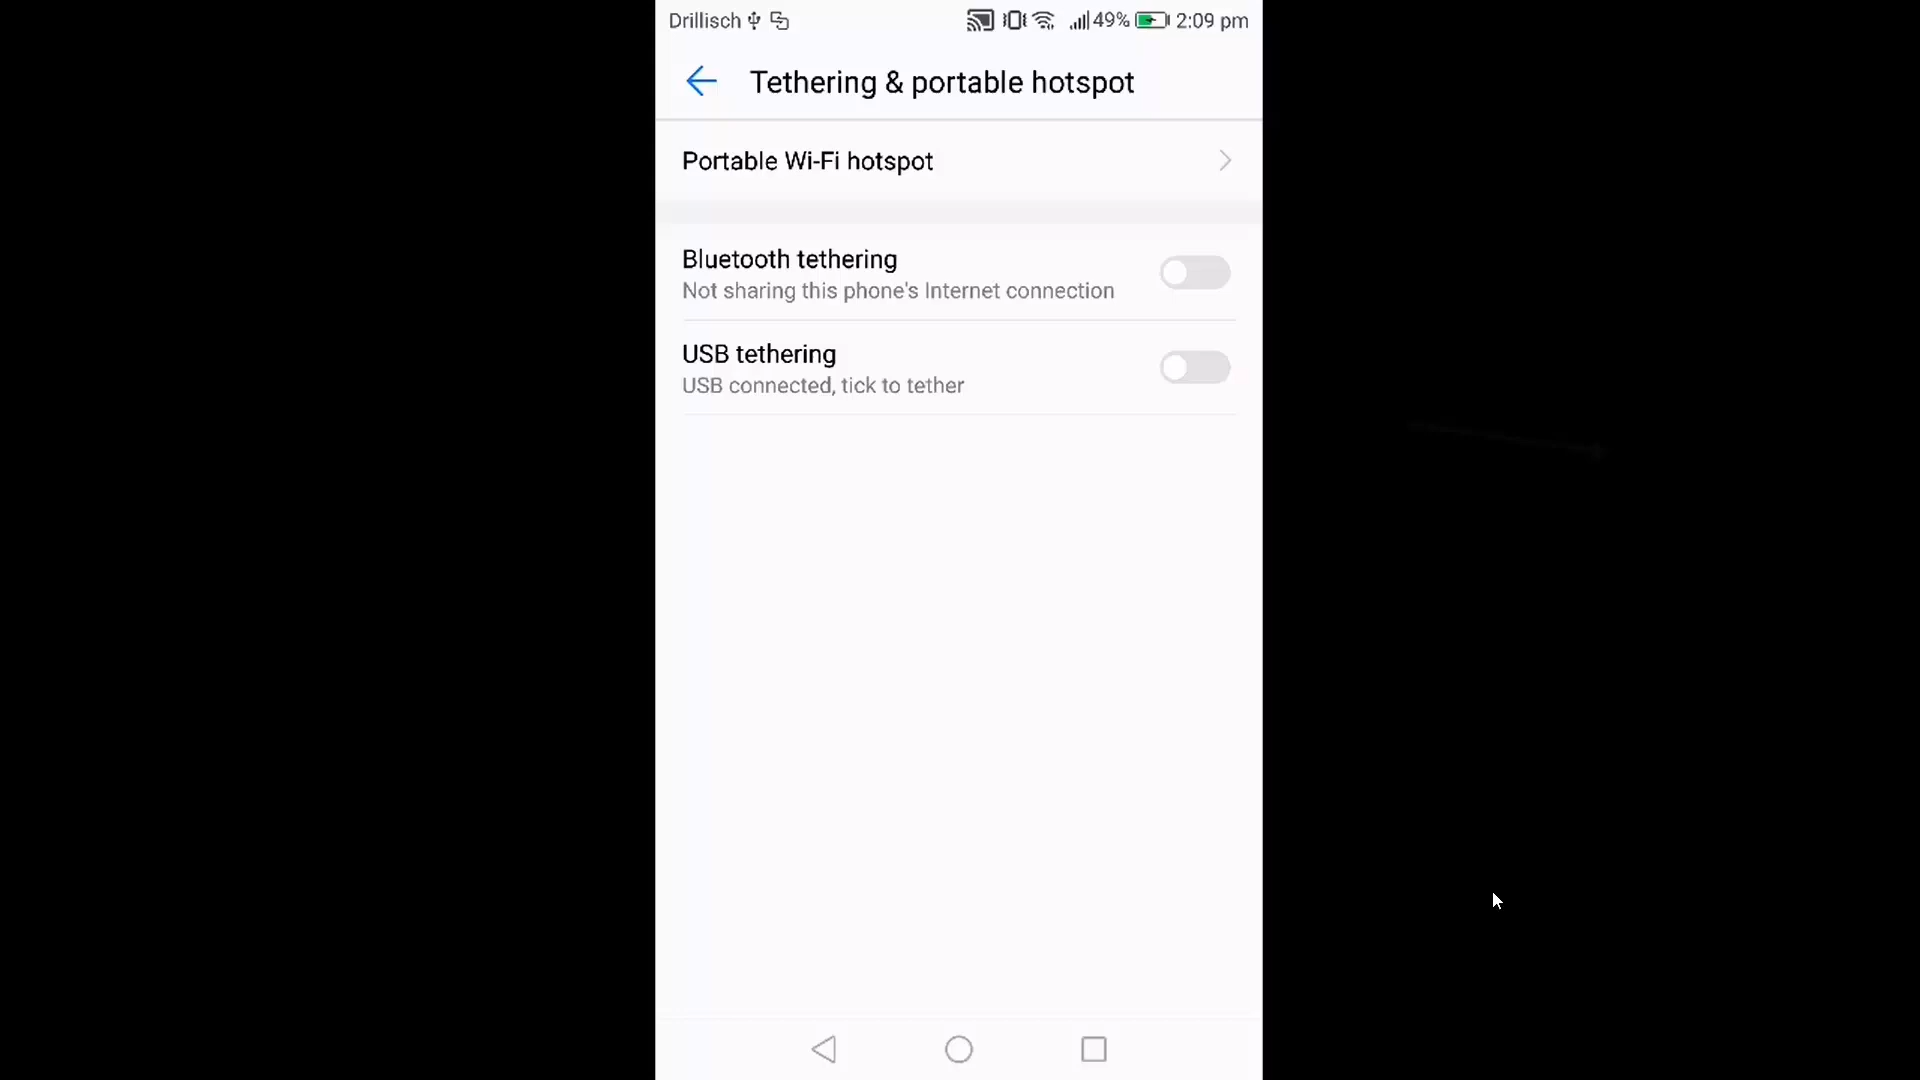 Drillisch 49% 2:09 pm
Tethering & portable hotspot
Portable Wi-Fi hotspot
Bluetooth tethering
Not sharing this phone's Internet connection
USB tethering
USB connected, tick to tether